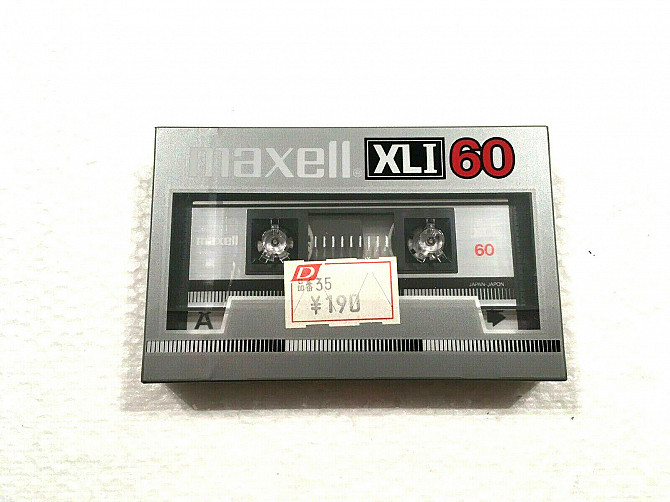 maxell® XLI 60
maxell
60
D
品番35
¥190
JAPAN-JAPON
A